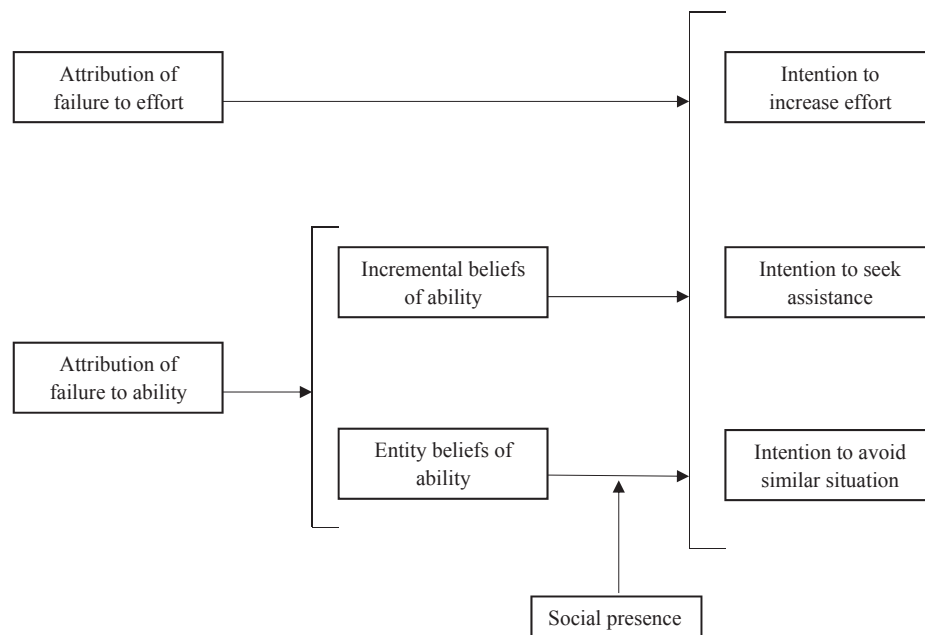 Attribution of
failure to effort
Intention to
increase effort
Incremental beliefs
of ability
Intention to seek
assistance
Attribution of
failure to ability
Entity beliefs of
ability
Intention to avoid
similar situation
Social presence